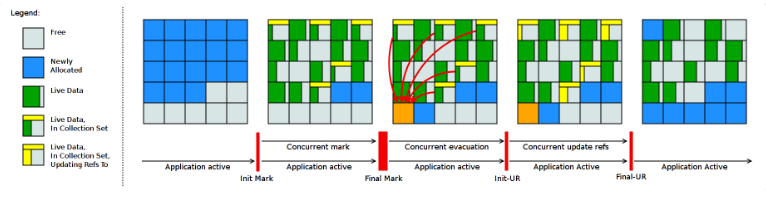 Legend:
Free
Newly
Allocated
Live Data
Live Data,
In Collection Set
Live Data,
In Collection Set,
Updating Refs To
Concurrent mark
Concurrent evacuation
Concurrent update refs
Application active
Application active
Application active
Application Active
Application Active
Init Mark
Final Mark
Init-UR
Final-UR